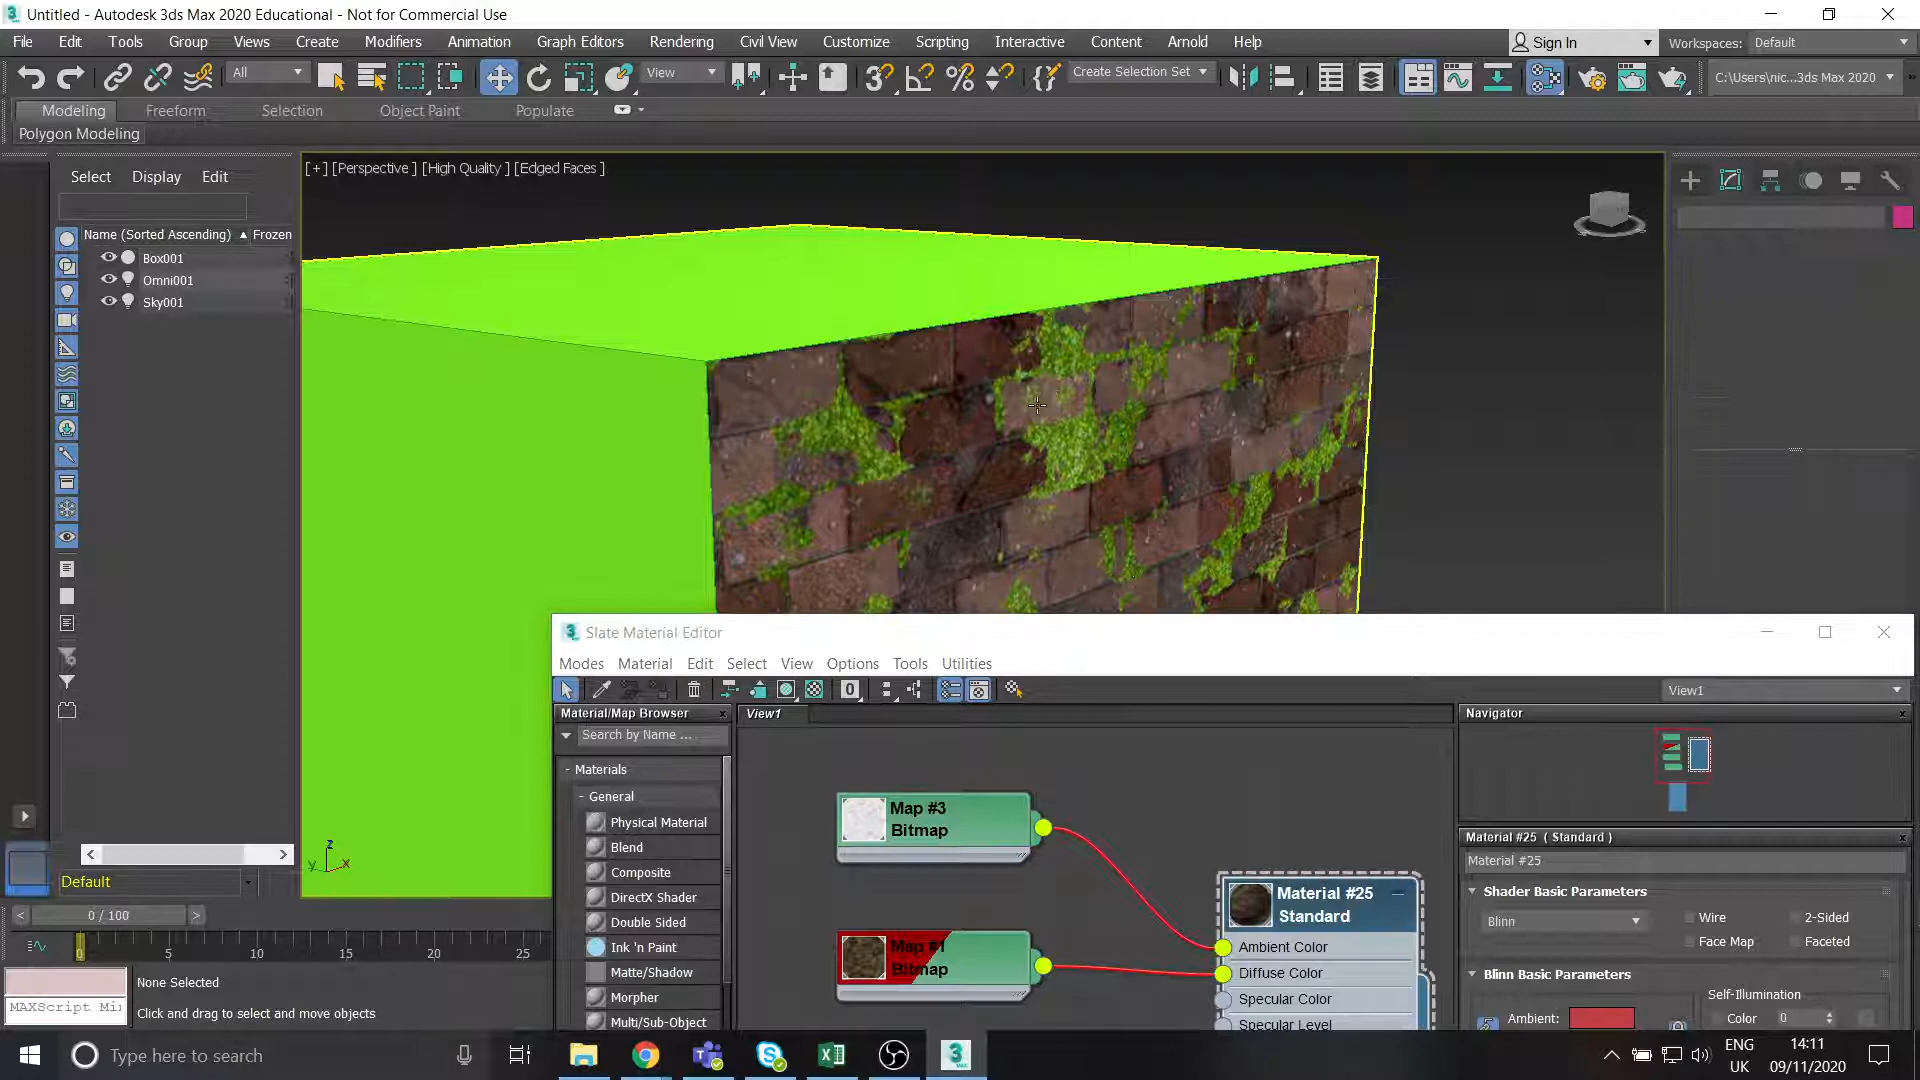 Untitled - Autodesk 3ds Max 2020 Educational - Not for Commercial Use
File Edit Tools Group Views Create Modifiers Animation Graph Editors Rendering Civil View Customize Scripting Interactive Content Arnold Help
Sign In
Workspaces: Default
All
View
Create Selection Set
C:\Users\nic...3ds Max 2020
Modeling Freeform Selection Object Paint Populate
Polygon Modeling
Select Display Edit
[+] [Perspective ] [High Quality ] [Edged Faces ]
Name (Sorted Ascending) Frozen
Box001
Omni001
Sky001
z
y x
Default
0 / 100
0 5 10 15 20 25
None Selected
Click and drag to select and move objects
MAXScript Mi
Slate Material Editor
Modes Material Edit Select View Options Tools Utilities
0
View1
Material/Map Browser
View1
Navigator
Search by Name ...
- Materials
- General
Physical Material
Blend
Composite
DirectX Shader
Double Sided
Ink 'n Paint
Matte/Shadow
Morpher
Multi/Sub-Object
Map #3
Bitmap
Map #1
Bitmap
Material #25
Standard
Ambient Color
Diffuse Color
Specular Color
Specular Level
Material #25 ( Standard )
Material #25
Shader Basic Parameters
Blinn
Wire 2-Sided
Face Map Faceted
Blinn Basic Parameters
Self-Illumination
Ambient:
Color 0
Type here to search
ENG
UK
14:11
09/11/2020